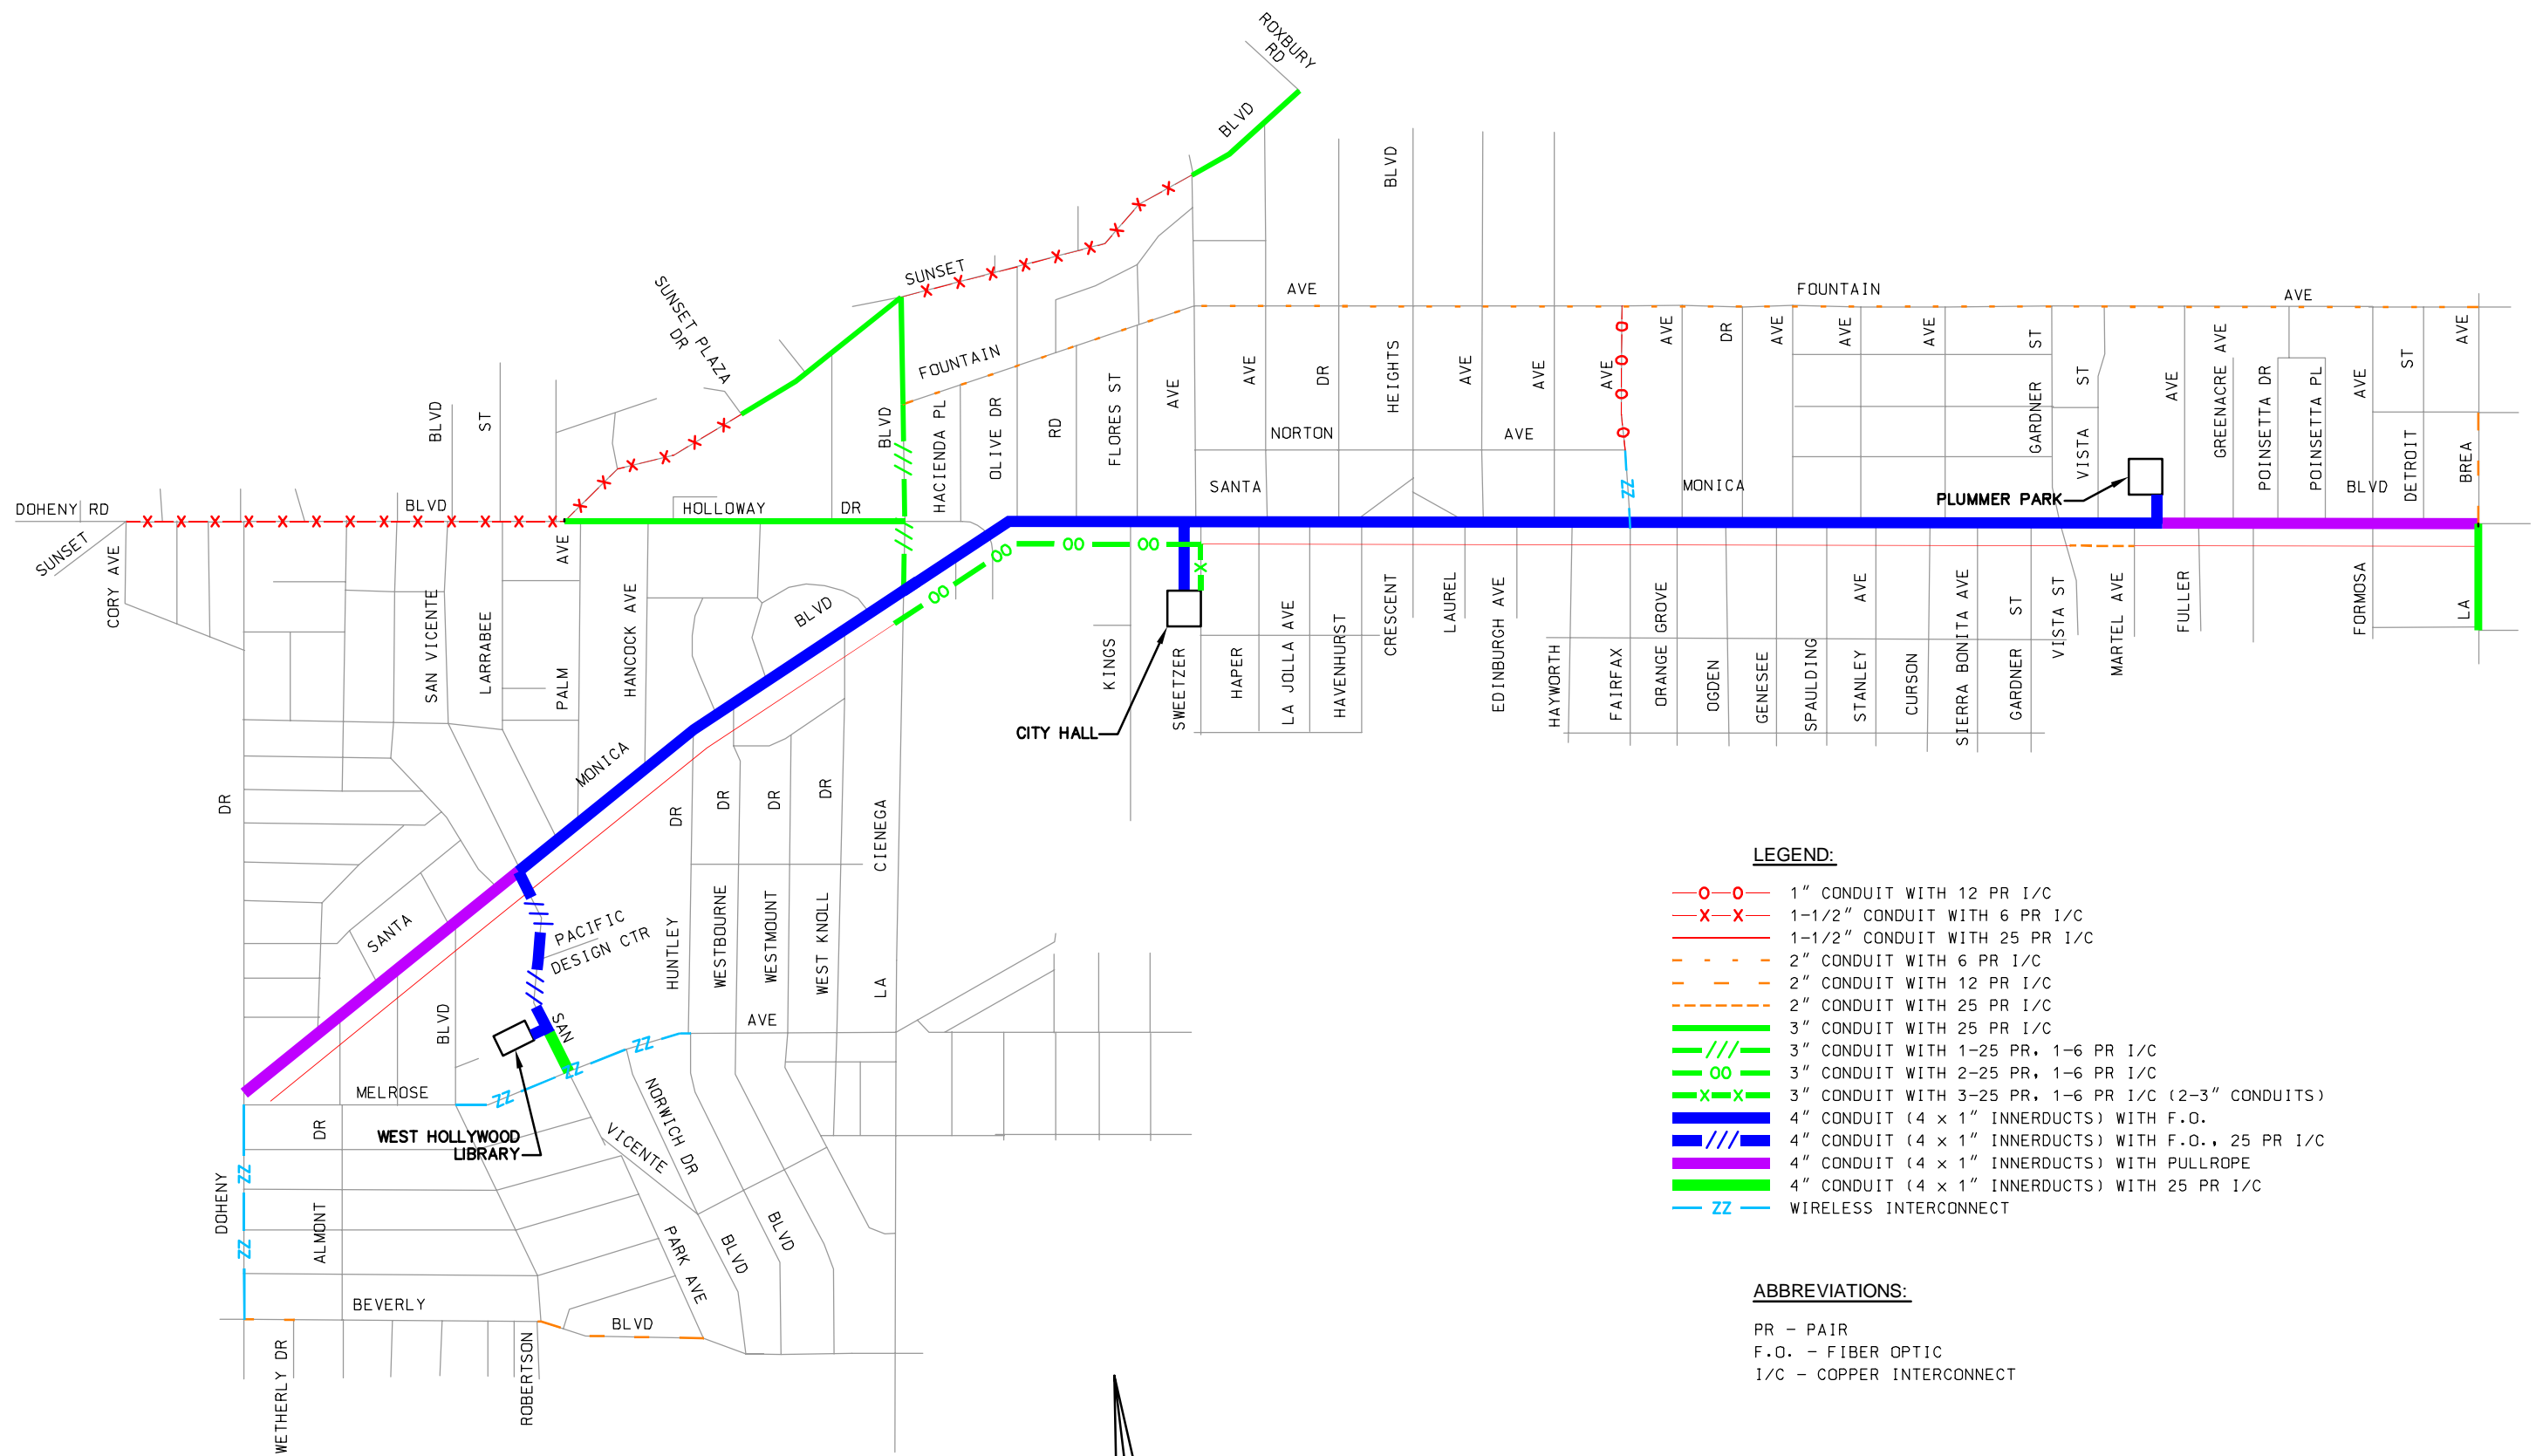 ROXBURY
RD
BLVD
SUNSET
SUNSET PLAZA
DR
AVE
FOUNTAIN
AVE
FOUNTAIN
BLVD
HEIGHTS
AVE
DR
AVE
AVE
AVE
AVE
DR
AVE
AVE
AVE
ST
GARDNER
ST
VISTA
AVE
GREENACRE AVE
POINSETTA DR
POINSETTA PL
AVE
ST
DETROIT
AVE
BREA
BLVD
ST
BLVD
HACIENDA PL
OLIVE DR
RD
FLORES ST
AVE
NORTON
AVE
SANTA
MONICA
BLVD
PLUMMER PARK
DOHENY RD
BLVD
HOLLOWAY
DR
SUNSET
CORY AVE
SAN VICENTE
LARRABEE
AVE
PALM
HANCOCK AVE
BLVD
MONICA
SANTA
DR
KINGS
SWEETZER
HAPER
LA JOLLA AVE
HAVENHURST
CRESCENT
LAUREL
EDINBURGH AVE
HAYWORTH
FAIRFAX
ORANGE GROVE
OGDEN
GENESEE
SPAULDING
AVE
STANLEY
CURSON
SIERRA BONITA AVE
ST
GARDNER
VISTA ST
MARTEL AVE
FULLER
FORMOSA
LA
CITY HALL
DR
HUNTLEY
DR
WESTBOURNE
DR
WESTMOUNT
DR
WEST KNOLL
CIENEGA
LA
PACIFIC
DESIGN CTR
BLVD
SAN
AVE
MELROSE
WEST HOLLYWOOD
LIBRARY
NORWICH DR
VICENTE
DR
ALMONT
DOHENY
PARK AVE
BLVD
BLVD
BEVERLY
BLVD
WETHERLY DR
ROBERTSON
ZZ
ZZ
ZZ
ZZ
ZZ
ZZ
OO
OO
OO
OO
LEGEND:
O O 1" CONDUIT WITH 12 PR I/C
X X 1-1/2" CONDUIT WITH 6 PR I/C
1-1/2" CONDUIT WITH 25 PR I/C
2" CONDUIT WITH 6 PR I/C
2" CONDUIT WITH 12 PR I/C
2" CONDUIT WITH 25 PR I/C
3" CONDUIT WITH 25 PR I/C
/// 3" CONDUIT WITH 1-25 PR, 1-6 PR I/C
OO 3" CONDUIT WITH 2-25 PR, 1-6 PR I/C
X X 3" CONDUIT WITH 3-25 PR, 1-6 PR I/C (2-3" CONDUITS)
4" CONDUIT (4 x 1" INNERDUCTS) WITH F.O.
/// 4" CONDUIT (4 x 1" INNERDUCTS) WITH F.O., 25 PR I/C
4" CONDUIT (4 x 1" INNERDUCTS) WITH PULLROPE
4" CONDUIT (4 x 1" INNERDUCTS) WITH 25 PR I/C
ZZ WIRELESS INTERCONNECT
ABBREVIATIONS:
PR - PAIR
F.O. - FIBER OPTIC
I/C - COPPER INTERCONNECT